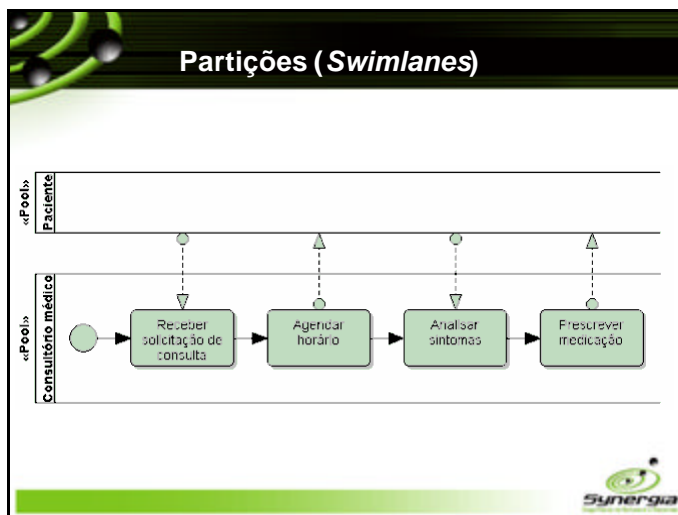 Partições (Swimlanes)
«Pool»
Paciente
«Pool»
Consultório médico
Receber
solicitação de
consulta
Agendar
horário
Analisar
sintomas
Prescrever
medicação
Synergia